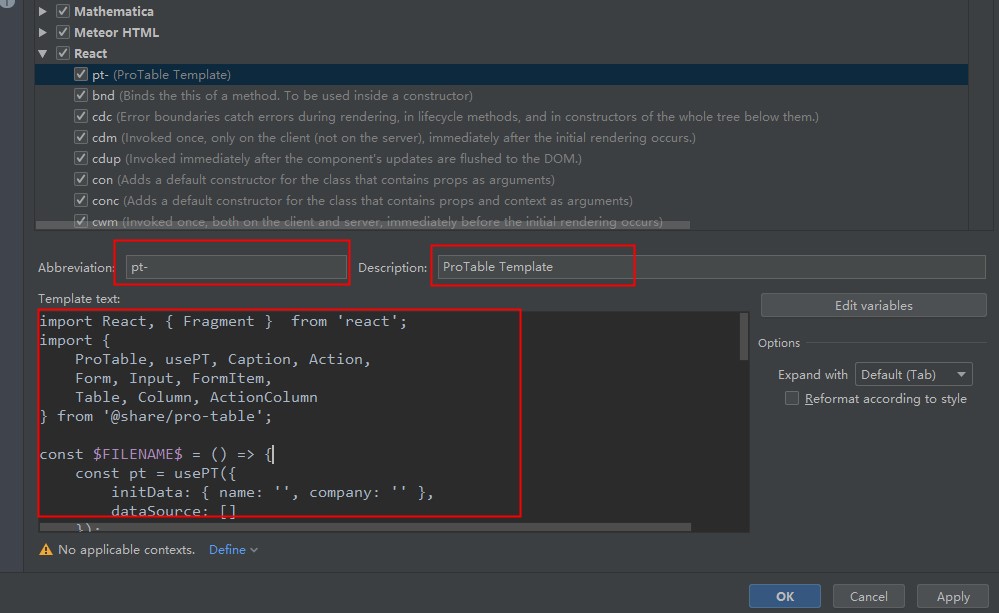 Mathematica
Meteor HTML
React
pt- (ProTable Template)
bnd (Binds the this of a method. To be used inside a constructor)
cdc (Error boundaries catch errors during rendering, in lifecycle methods, and in constructors of the whole tree below them.)
cdm (Invoked once, only on the client (not on the server), immediately after the initial rendering occurs.)
cdup (Invoked immediately after the component's updates are flushed to the DOM.)
con (Adds a default constructor for the class that contains props as arguments)
conc (Adds a default constructor for the class that contains props and context as arguments)
cwm (Invoked once, both on the client and server, immediately before the initial rendering occurs)
Abbreviation: pt- Description: ProTable Template
Template text:
import React, { Fragment }  from 'react';
import {
    ProTable, usePT, Caption, Action,
    Form, Input, FormItem,
    Table, Column, ActionColumn
} from '@share/pro-table';
const $FILENAME$ = () => {
    const pt = usePT({
        initData: { name: '', company: '' },
        dataSource: []
    });
Edit variables
Options
Expand with Default (Tab)
Reformat according to style
No applicable contexts. Define
OK Cancel Apply